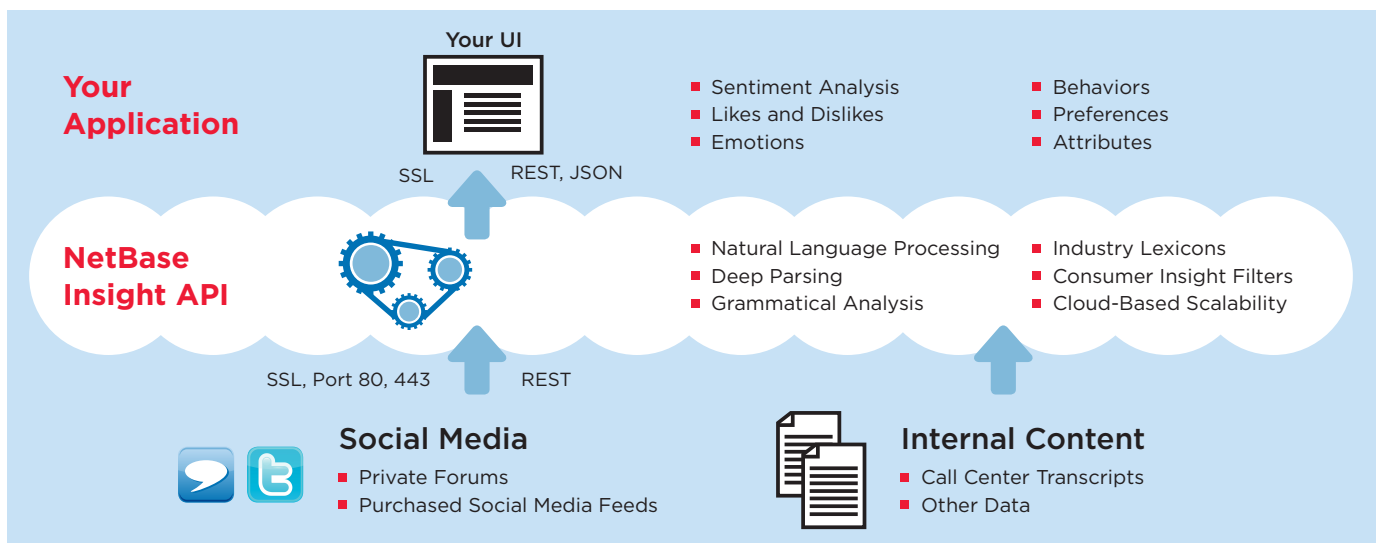 Your UI
Your
Application
Sentiment Analysis
Likes and Dislikes
Emotions
Behaviors
Preferences
Attributes
SSL
REST, JSON
NetBase
Insight API
Natural Language Processing
Deep Parsing
Grammatical Analysis
Industry Lexicons
Consumer Insight Filters
Cloud-Based Scalability
SSL, Port 80, 443
REST
Social Media
Private Forums
Purchased Social Media Feeds
Internal Content
Call Center Transcripts
Other Data